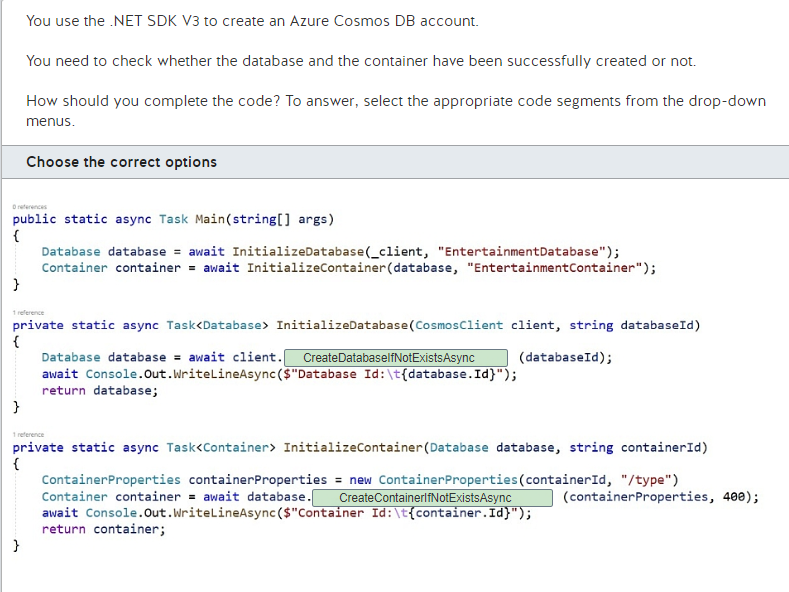 You use the .NET SDK V3 to create an Azure Cosmos DB account.
You need to check whether the database and the container have been successfully created or not.
How should you complete the code? To answer, select the appropriate code segments from the drop-down
menus.
Choose the correct options
0 references
public static async Task Main(string[] args)
{
Database database = await InitializeDatabase(_client, "EntertainmentDatabase");
Container container = await InitializeContainer(database, "EntertainmentContainer");
}
1 reference
private static async Task<Database> InitializeDatabase(CosmosClient client, string databaseId)
{
Database database = await client. CreateDatabaseIfNotExistsAsync (databaseId);
await Console.Out.WriteLineAsync($"Database Id:\t{database.Id}");
return database;
}
1 reference
private static async Task<Container> InitializeContainer(Database database, string containerId)
{
ContainerProperties containerProperties = new ContainerProperties(containerId, "/type")
Container container = await database. CreateContainerIfNotExistsAsync (containerProperties, 400);
await Console.Out.WriteLineAsync($"Container Id:\t{container.Id}");
return container;
}